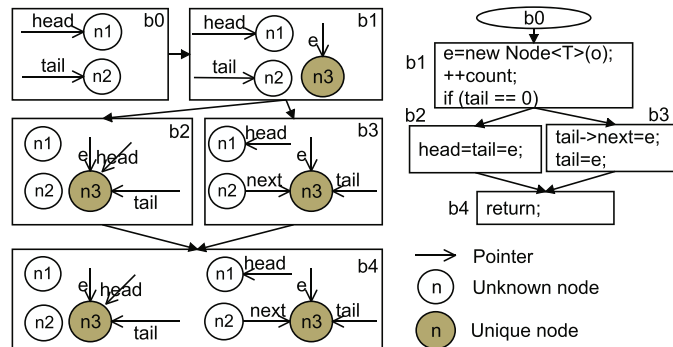 head n1 b0
tail n2
head n1 b1
e
tail n2 n3
n1 b2
e head
n2 n3
tail
n1 head b3
e
n2 next n3 tail
n1
e head
n2 n3
tail
n1 head b4
e
n2 next n3 tail
b0
b1
e=new Node<T>(o);
++count;
if (tail == 0)
b2
head=tail=e;
b3
tail->next=e;
tail=e;
b4 return;
Pointer
n Unknown node
n Unique node